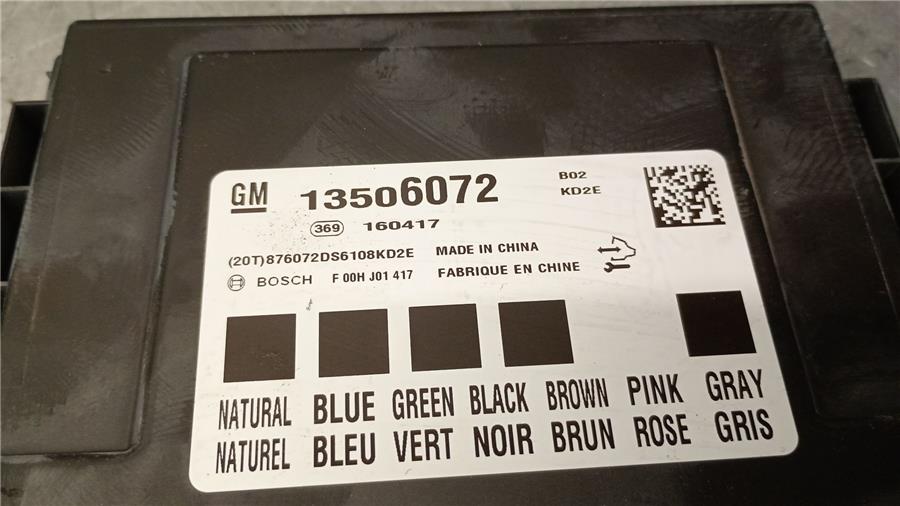 GM 13506072 B02
KD2E
369 160417
(20T)876072DS6108KD2E MADE IN CHINA
BOSCH F 00H J01 417 FABRIQUE EN CHINE
NATURAL BLUE GREEN BLACK BROWN PINK GRAY
NATUREL BLEU VERT NOIR BRUN ROSE GRIS